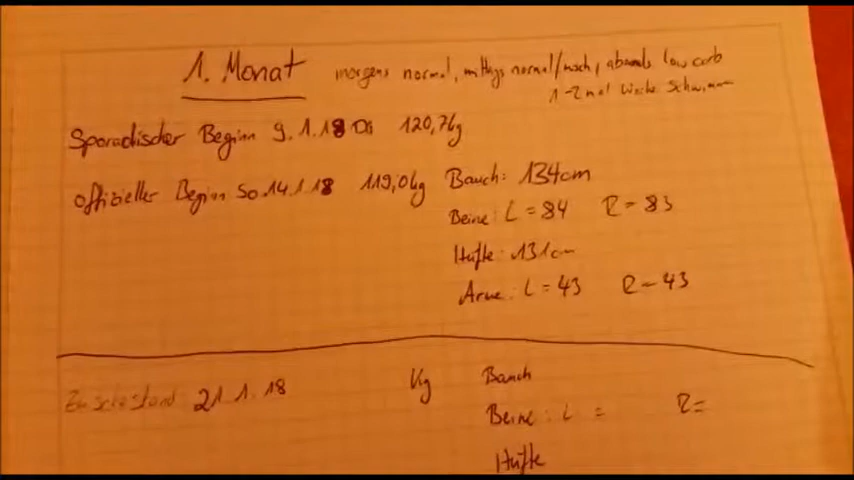 1. Monat morgens normal, mittags normal/misch, abends low carb
1-2 mal Woche Schwimmen
Sporadischer Beginn 9.1.18 Di 120,7kg
offizieller Beginn So.14.1.18 119,0kg Bauch: 134cm
Beine: L = 84 R = 83
Hüfte: 131cm
Arme: L = 43 R = 43
Zwischenstand 21.1.18 Kg Bauch
Beine: L = R =
Hüfte